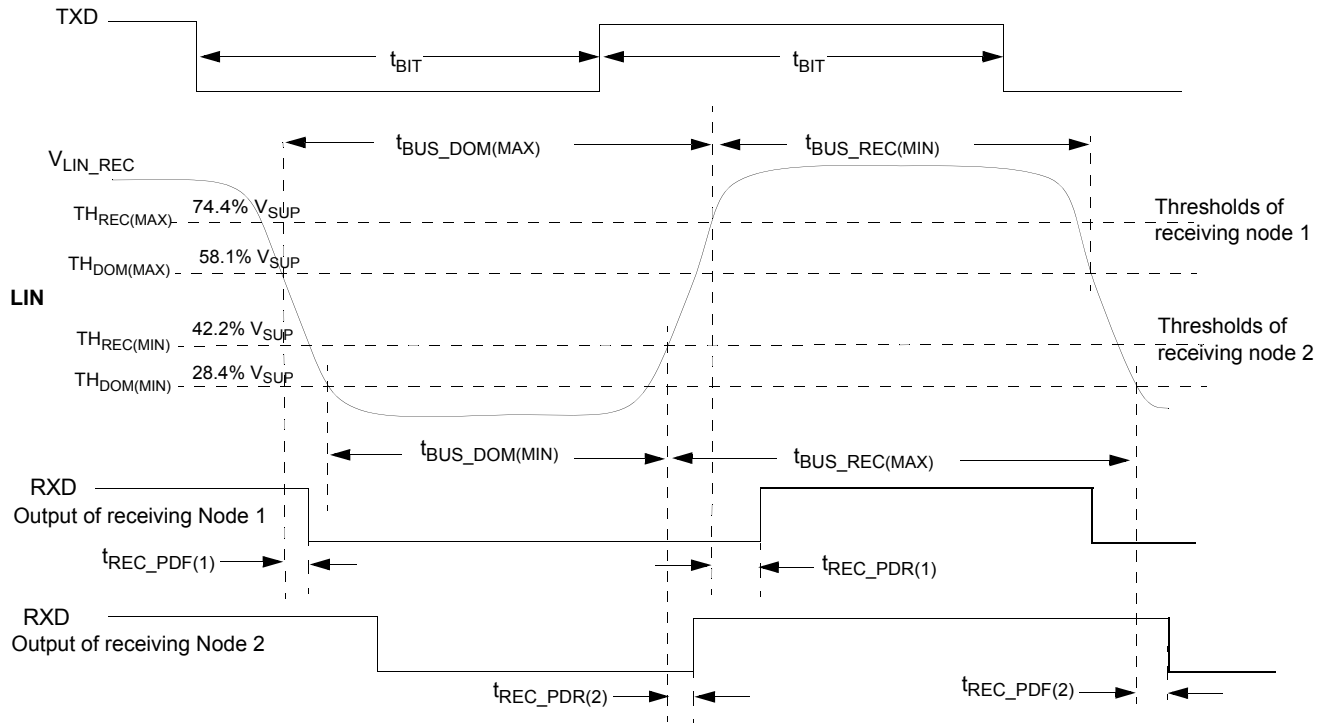 TXD
tBIT
tBIT
tBUS_DOM(MAX)
tBUS_REC(MIN)
VLIN_REC
THREC(MAX) 74.4% VSUP
Thresholds of
receiving node 1
THDOM(MAX) 58.1% VSUP
LIN
THREC(MIN) 42.2% VSUP
Thresholds of
receiving node 2
THDOM(MIN) 28.4% VSUP
tBUS_DOM(MIN)
tBUS_REC(MAX)
RXD
Output of receiving Node 1
tREC_PDF(1)
tREC_PDR(1)
RXD
Output of receiving Node 2
tREC_PDR(2)
tREC_PDF(2)